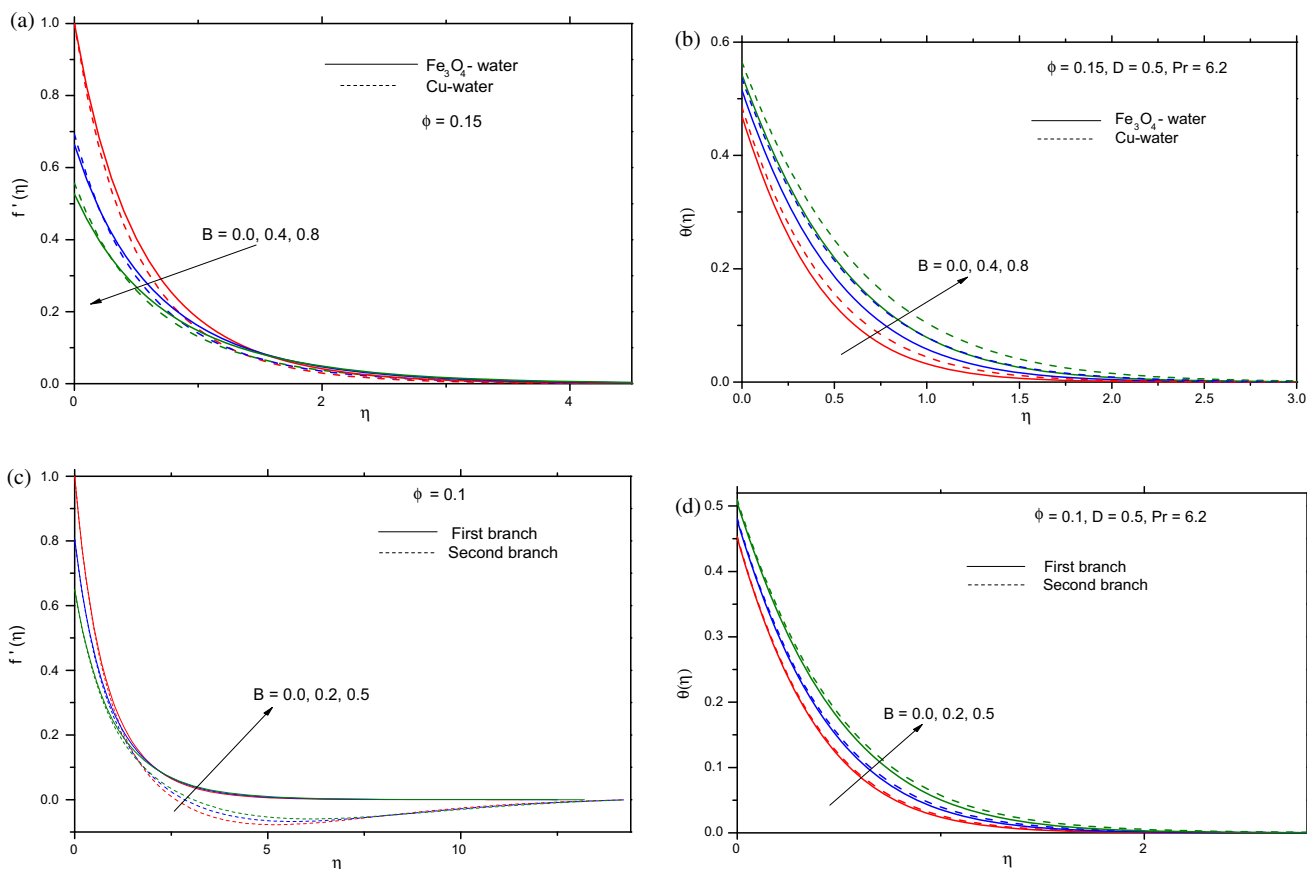 (a)
1.0
0.8
0.6
0.4
0.2
0.0
f ' (η)
0
2
4
η
Fe₃O₄- water
Cu-water
ϕ = 0.15
B = 0.0, 0.4, 0.8
(b)
0.6
0.4
0.2
0.0
θ(η)
0.0
0.5
1.0
1.5
2.0
2.5
3.0
η
ϕ = 0.15, D = 0.5, Pr = 6.2
Fe₃O₄- water
Cu-water
B = 0.0, 0.4, 0.8
(c)
1.0
0.8
0.6
0.4
0.2
0.0
f ' (η)
0
5
10
η
ϕ = 0.1
First branch
Second branch
B = 0.0, 0.2, 0.5
(d)
0.5
0.4
0.3
0.2
0.1
0.0
θ(η)
0
2
η
ϕ = 0.1, D = 0.5, Pr = 6.2
First branch
Second branch
B = 0.0, 0.2, 0.5